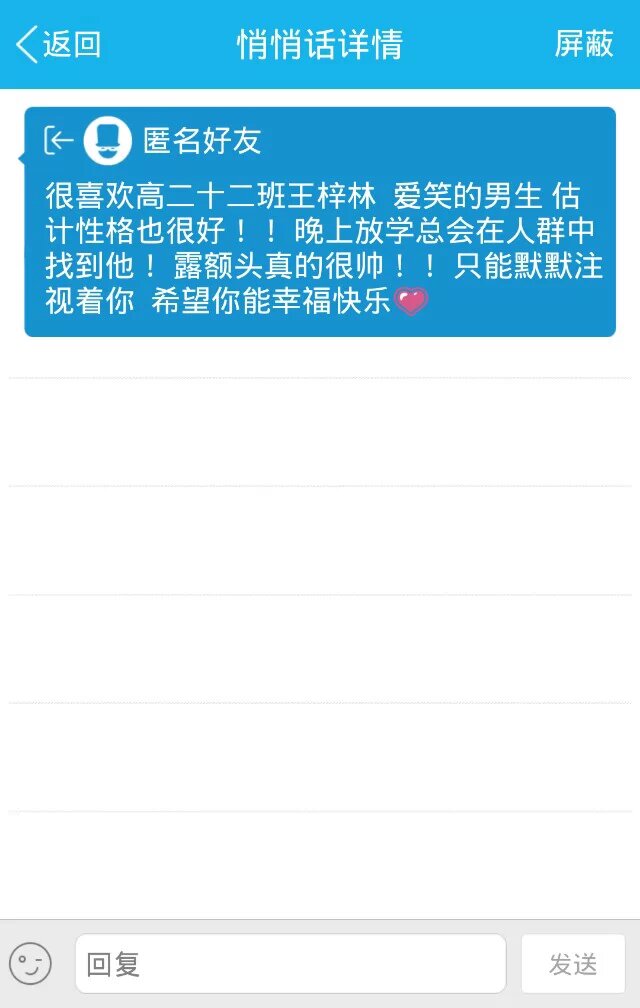 返回
悄悄话详情
屏蔽
匿名好友
很喜欢高二十二班王梓林 爱笑的男生 估
计性格也很好！！晚上放学总会在人群中
找到他！露额头真的很帅！！只能默默注
视着你 希望你能幸福快乐💗
回复
发送